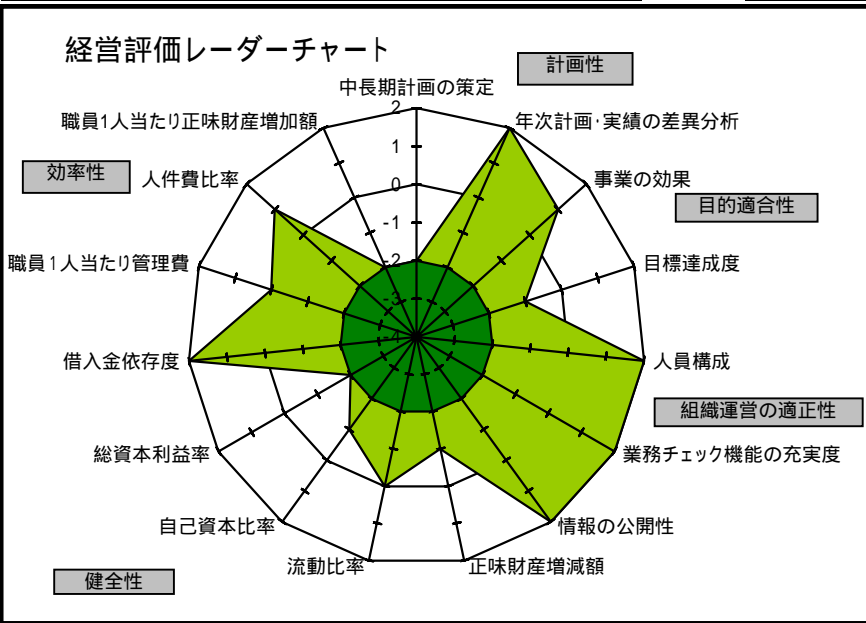 経営評価レーダーチャート
計画性
中長期計画の策定
職員1人当たり正味財産増加額
年次計画・実績の差異分析
効率性
人件費比率
事業の効果
目的適合性
職員1人当たり管理費
目標達成度
借入金依存度
人員構成
組織運営の適正性
総資本利益率
業務チェック機能の充実度
自己資本比率
情報の公開性
流動比率
正味財産増減額
健全性
2
1
0
-1
-2
-3
-4